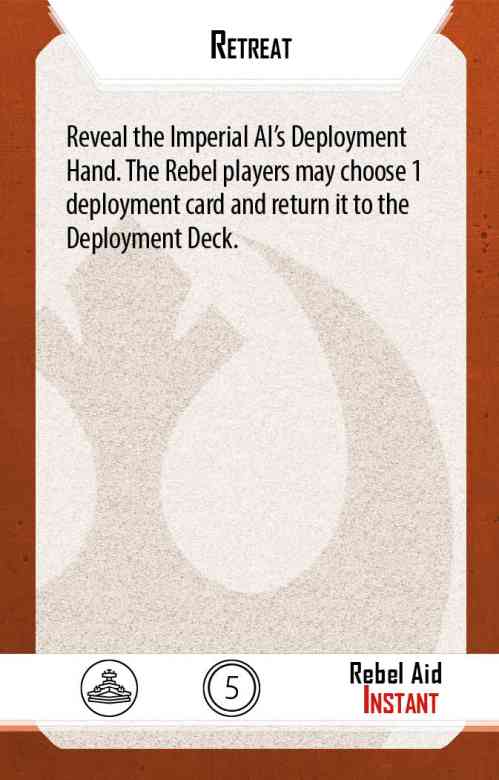 Retreat
Reveal the Imperial AI's Deployment
Hand. The Rebel players may choose 1
deployment card and return it to the
Deployment Deck.
5
Rebel Aid
Instant